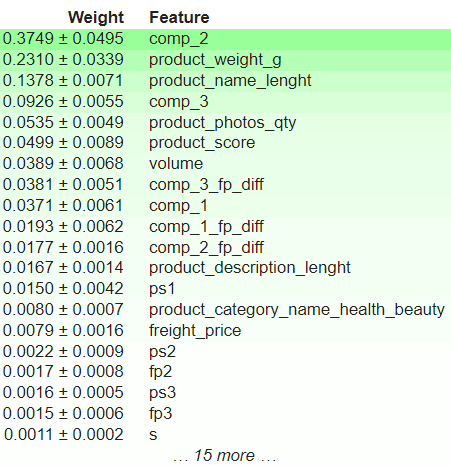 Weight Feature
0.3749 ± 0.0495 comp_2
0.2310 ± 0.0339 product_weight_g
0.1378 ± 0.0071 product_name_lenght
0.0926 ± 0.0055 comp_3
0.0535 ± 0.0049 product_photos_qty
0.0499 ± 0.0089 product_score
0.0389 ± 0.0068 volume
0.0381 ± 0.0051 comp_3_fp_diff
0.0371 ± 0.0061 comp_1
0.0193 ± 0.0062 comp_1_fp_diff
0.0177 ± 0.0016 comp_2_fp_diff
0.0167 ± 0.0014 product_description_lenght
0.0150 ± 0.0042 ps1
0.0080 ± 0.0007 product_category_name_health_beauty
0.0079 ± 0.0016 freight_price
0.0022 ± 0.0009 ps2
0.0017 ± 0.0008 fp2
0.0016 ± 0.0005 ps3
0.0015 ± 0.0006 fp3
0.0011 ± 0.0002 s
… 15 more …